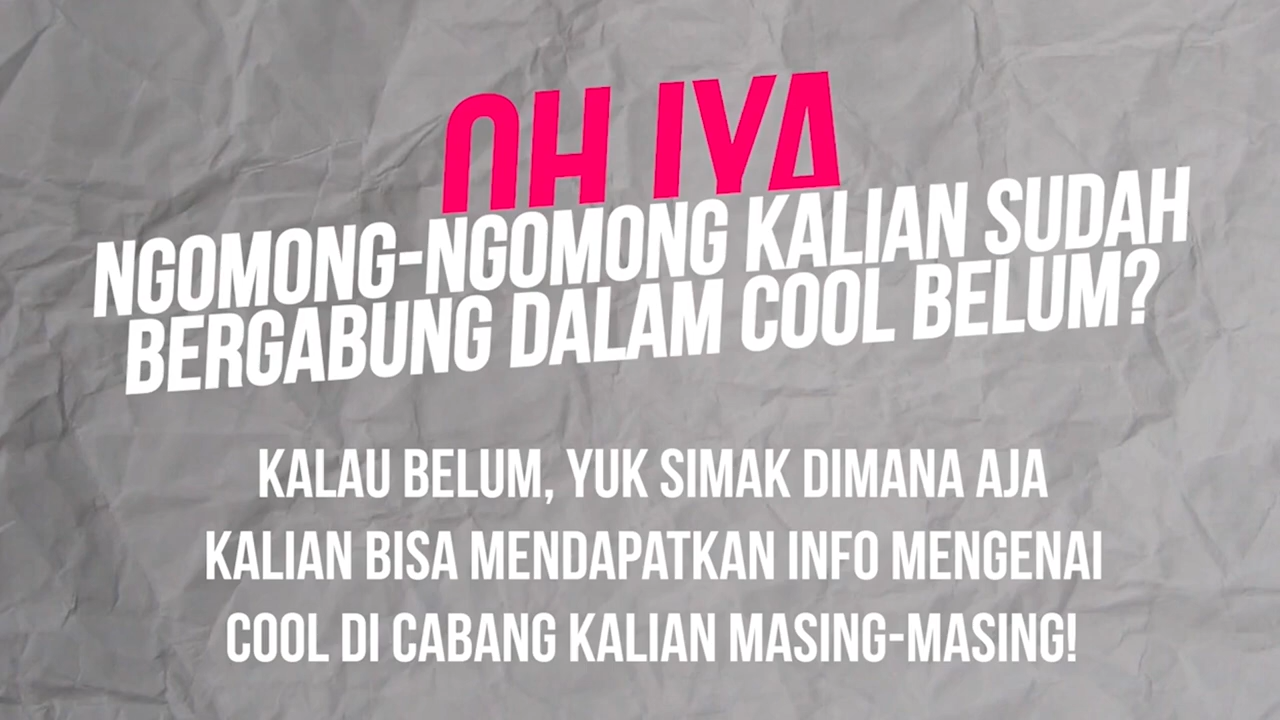 OH IYA
NGOMONG-NGOMONG KALIAN SUDAH
BERGABUNG DALAM COOL BELUM?
KALAU BELUM, YUK SIMAK DIMANA AJA
KALIAN BISA MENDAPATKAN INFO MENGENAI
COOL DI CABANG KALIAN MASING-MASING!